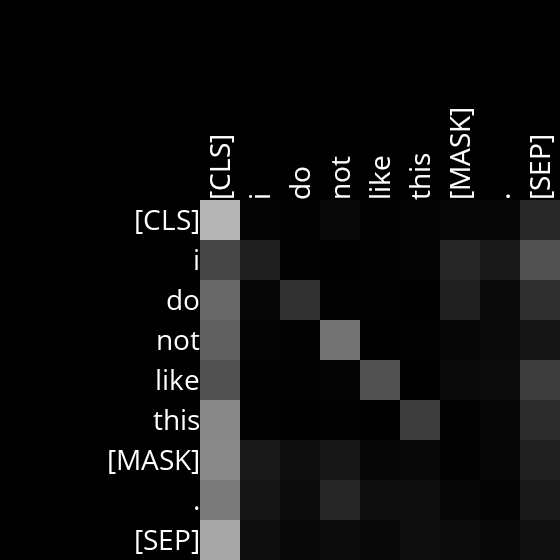 [CLS] i do not like this [MASK] . [SEP]
[CLS]
i
do
not
like
this
[MASK]
.
[SEP]